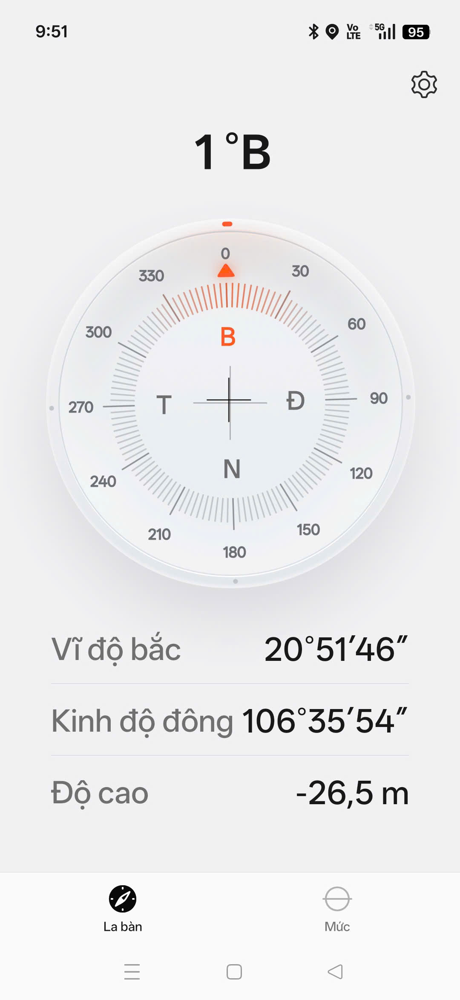 9:51 Vo LTE 5G 95
1°B
0
330 30
300 60
B
270 T Đ 90
N
240 120
210 150
180
Vĩ độ bắc 20°51′46″
Kinh độ đông 106°35′54″
Độ cao -26,5 m
La bàn Mức